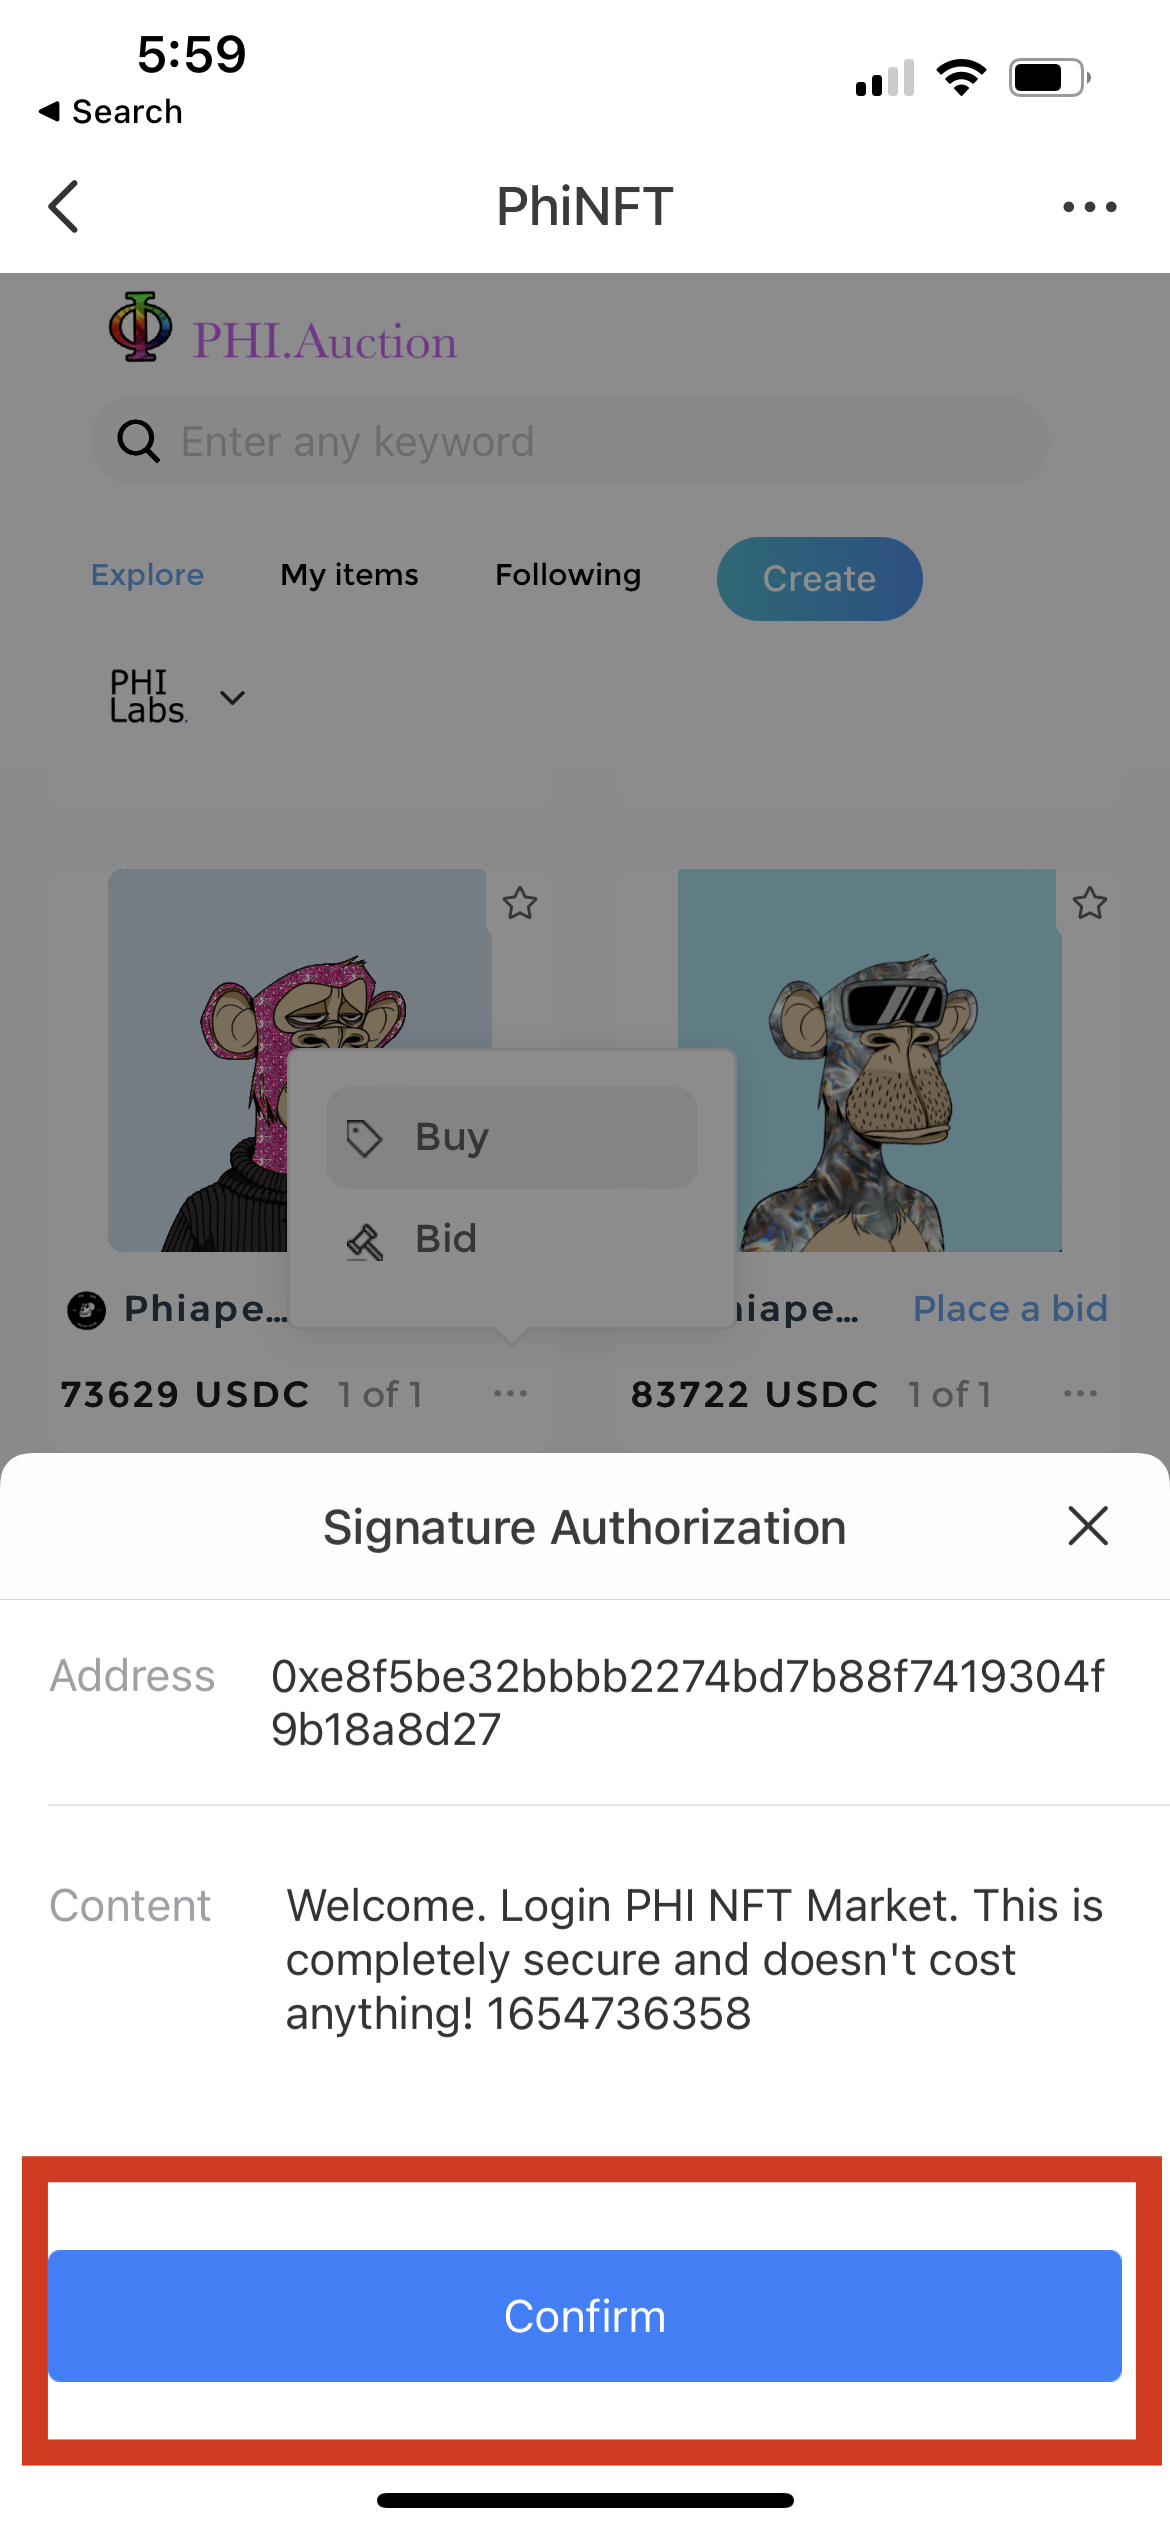 5:59
Search
PhiNFT
PHI.Auction
Enter any keyword
Explore My items Following Create
PHI
Labs.
Buy
Bid
Phiape... iape... Place a bid
73629 USDC 1 of 1 ... 83722 USDC 1 of 1 ...
Signature Authorization
Address 0xe8f5be32bbbb2274bd7b88f7419304f
9b18a8d27
Content Welcome. Login PHI NFT Market. This is
completely secure and doesn't cost
anything! 1654736358
Confirm